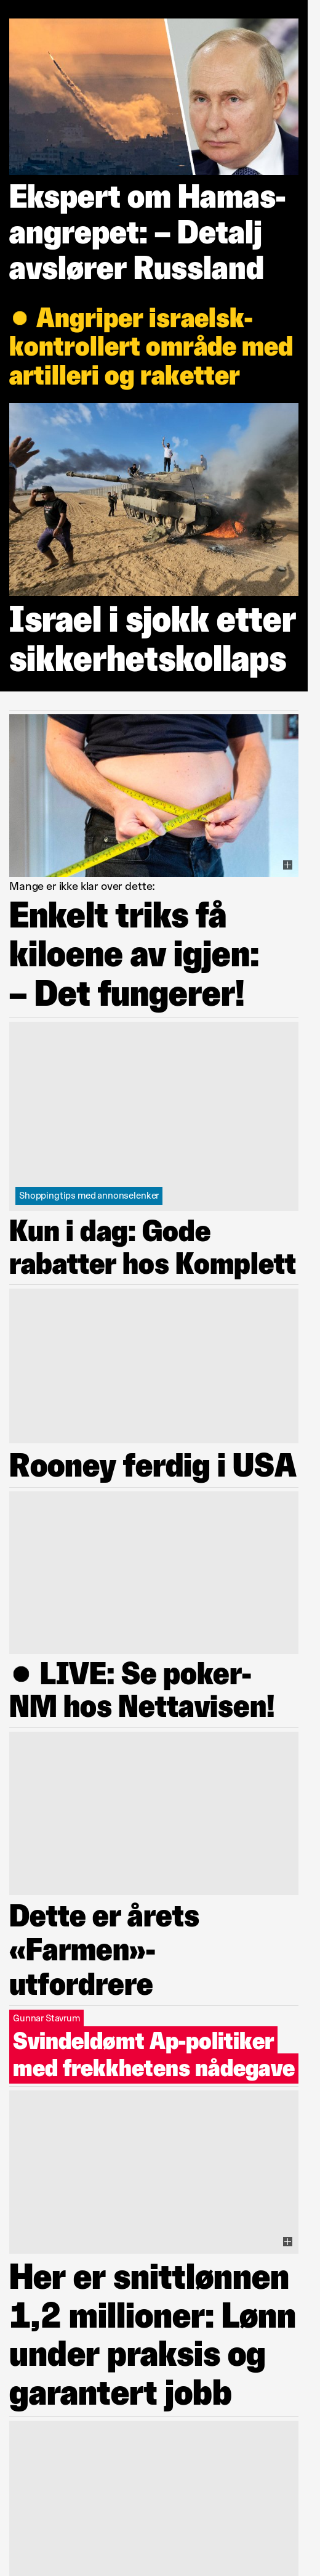 Ekspert om Hamas-
angrepet: – Detalj
avslører Russland
● Angriper israelsk-
kontrollert område med
artilleri og raketter
Israel i sjokk etter
sikkerhetskollaps
Mange er ikke klar over dette:
Enkelt triks få
kiloene av igjen:
– Det fungerer!
Shoppingtips med annonselenker
Kun i dag: Gode
rabatter hos Komplett
Rooney ferdig i USA
● LIVE: Se poker-
NM hos Nettavisen!
Dette er årets
«Farmen»-
utfordrere
Gunnar Stavrum
Svindeldømt Ap-politiker
med frekkhetens nådegave
Her er snittlønnen
1,2 millioner: Lønn
under praksis og
garantert jobb